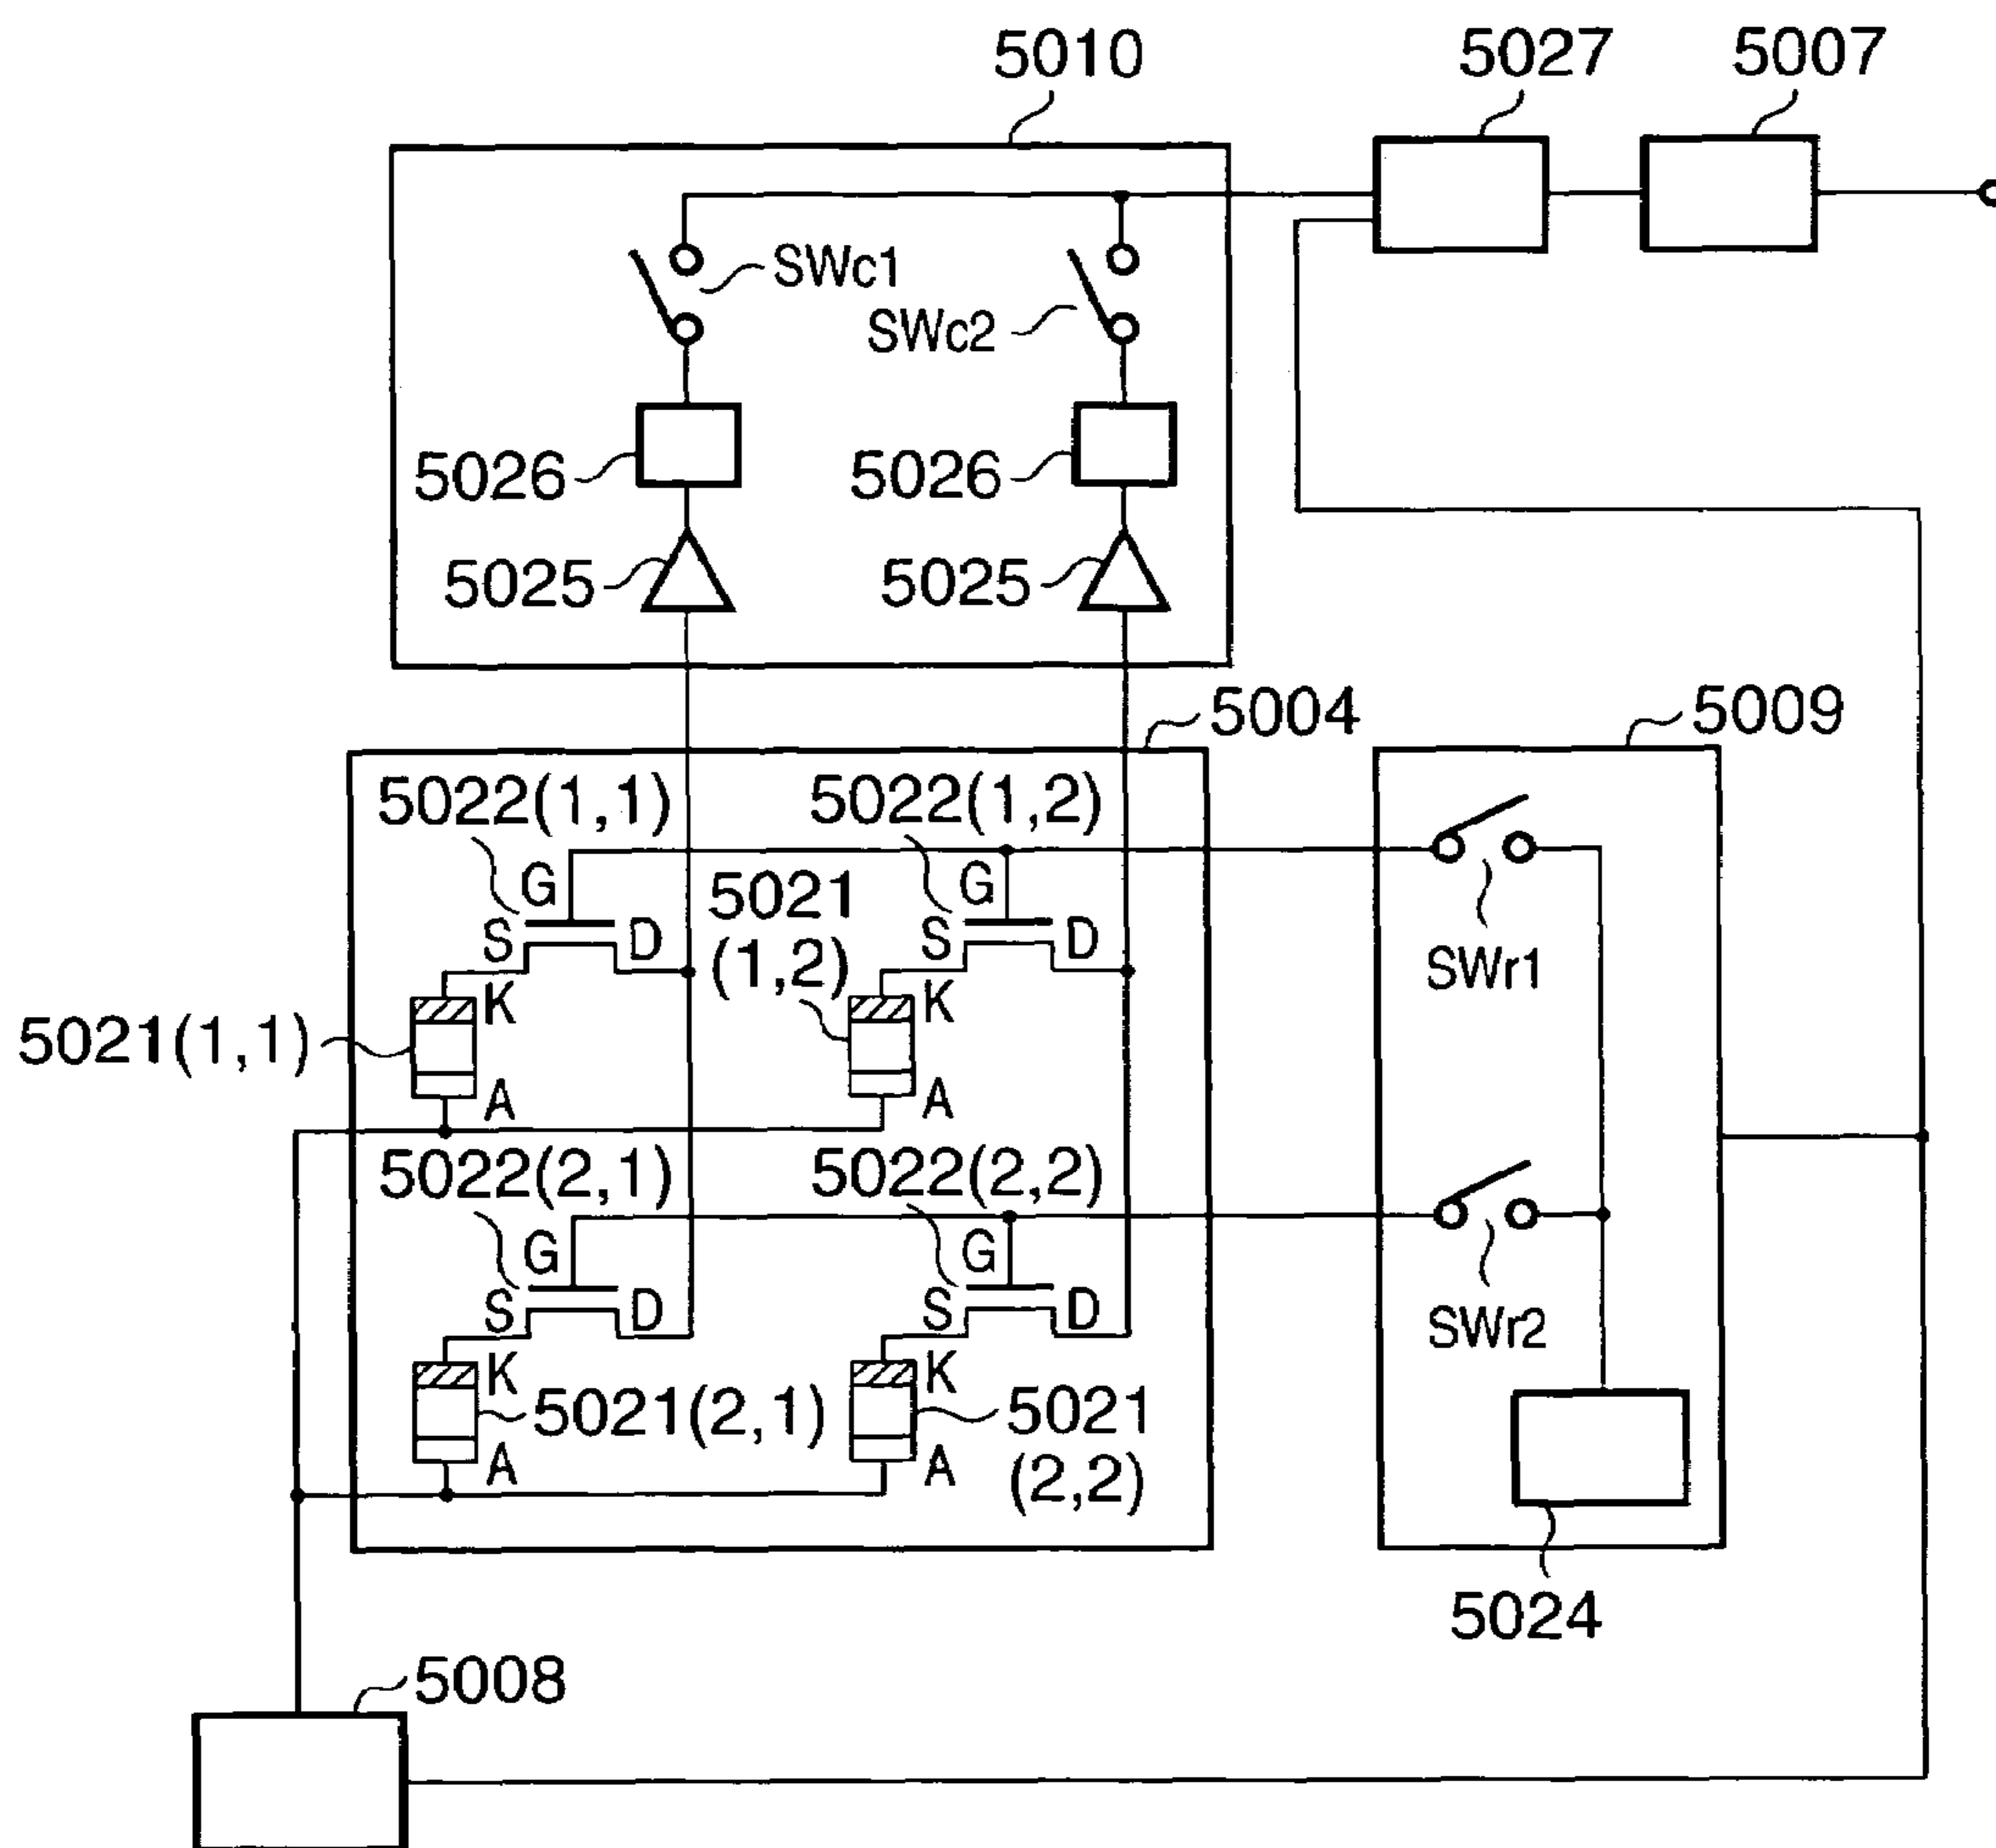 5010
5027
5007
SWc1
SWc2
5026
5026
5025
5025
5004
5009
5022(1,1)
5022(1,2)
G
5021
(1,2)
G
S
D
S
D
SWr1
K
K
5021(1,1)
A
A
5022(2,1)
5022(2,2)
G
G
S
D
S
D
SWr2
K
5021(2,1)
K
5021
(2,2)
A
A
5024
5008